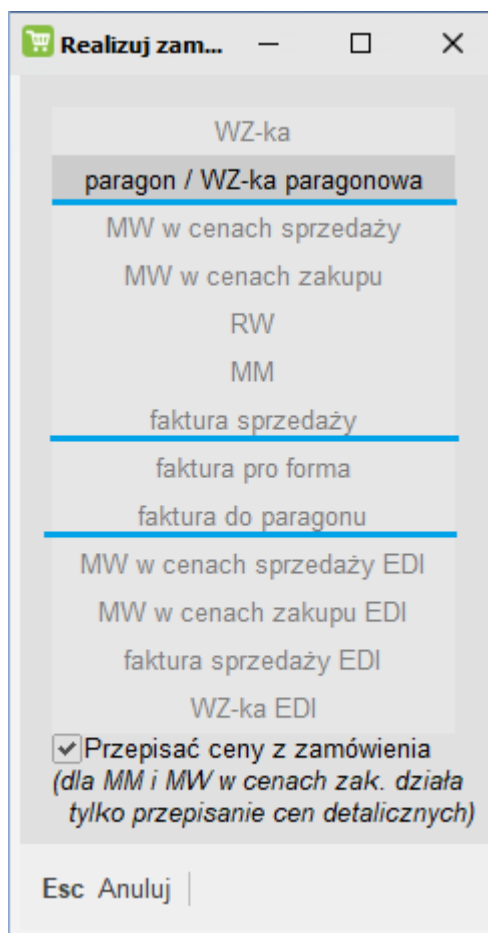 Realizuj zam...
WZ-ka
paragon / WZ-ka paragonowa
MW w cenach sprzedaży
MW w cenach zakupu
RW
MM
faktura sprzedaży
faktura pro forma
faktura do paragonu
MW w cenach sprzedaży EDI
MW w cenach zakupu EDI
faktura sprzedaży EDI
WZ-ka EDI
Przepisać ceny z zamówienia
(dla MM i MW w cenach zak. działa
tylko przepisanie cen detalicznych)
Esc Anuluj